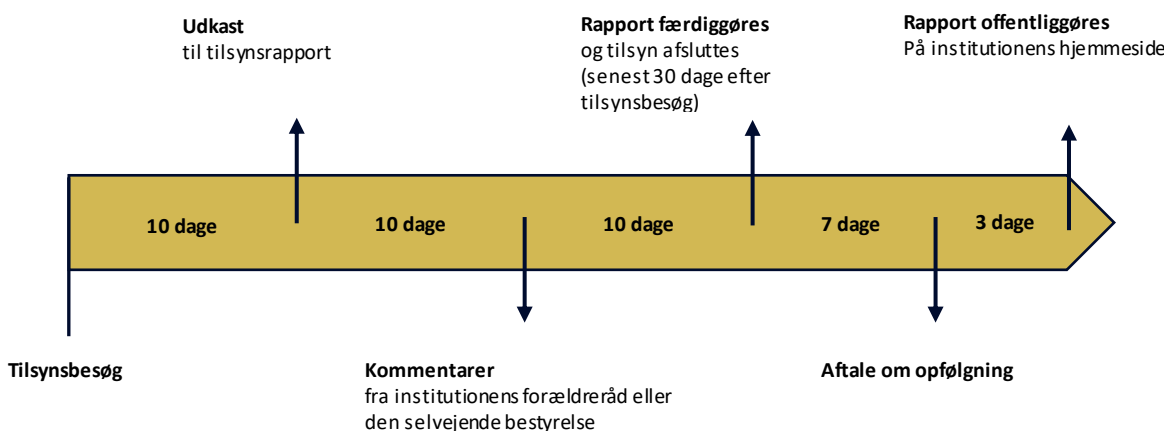 Udkast
til tilsynsrapport
Rapport færdiggøres
og tilsyn afsluttes
(senest 30 dage efter
tilsynsbesøg)
Rapport offentliggøres
På institutionens hjemmeside
10 dage
10 dage
10 dage
7 dage
3 dage
Tilsynsbesøg
Kommentarer
fra institutionens forældreråd eller
den selvejende bestyrelse
Aftale om opfølgning